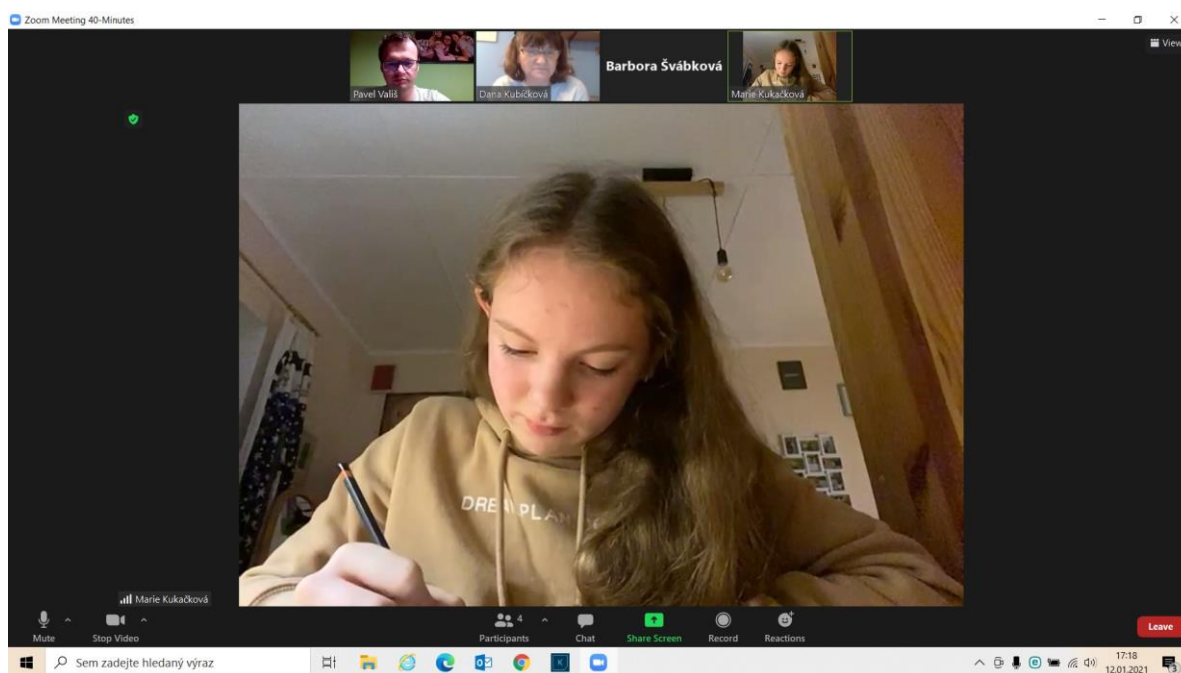 Zoom Meeting 40-Minutes
View
Pavel Vališ
Dana Kubíčková
Barbora Švábková
Marie Kukačková
DRE PLAN
Marie Kukačková
Mute
Stop Video
4
Participants
Chat
Share Screen
Record
Reactions
Leave
Sem zadejte hledaný výraz
17:18
12.01.2021
3